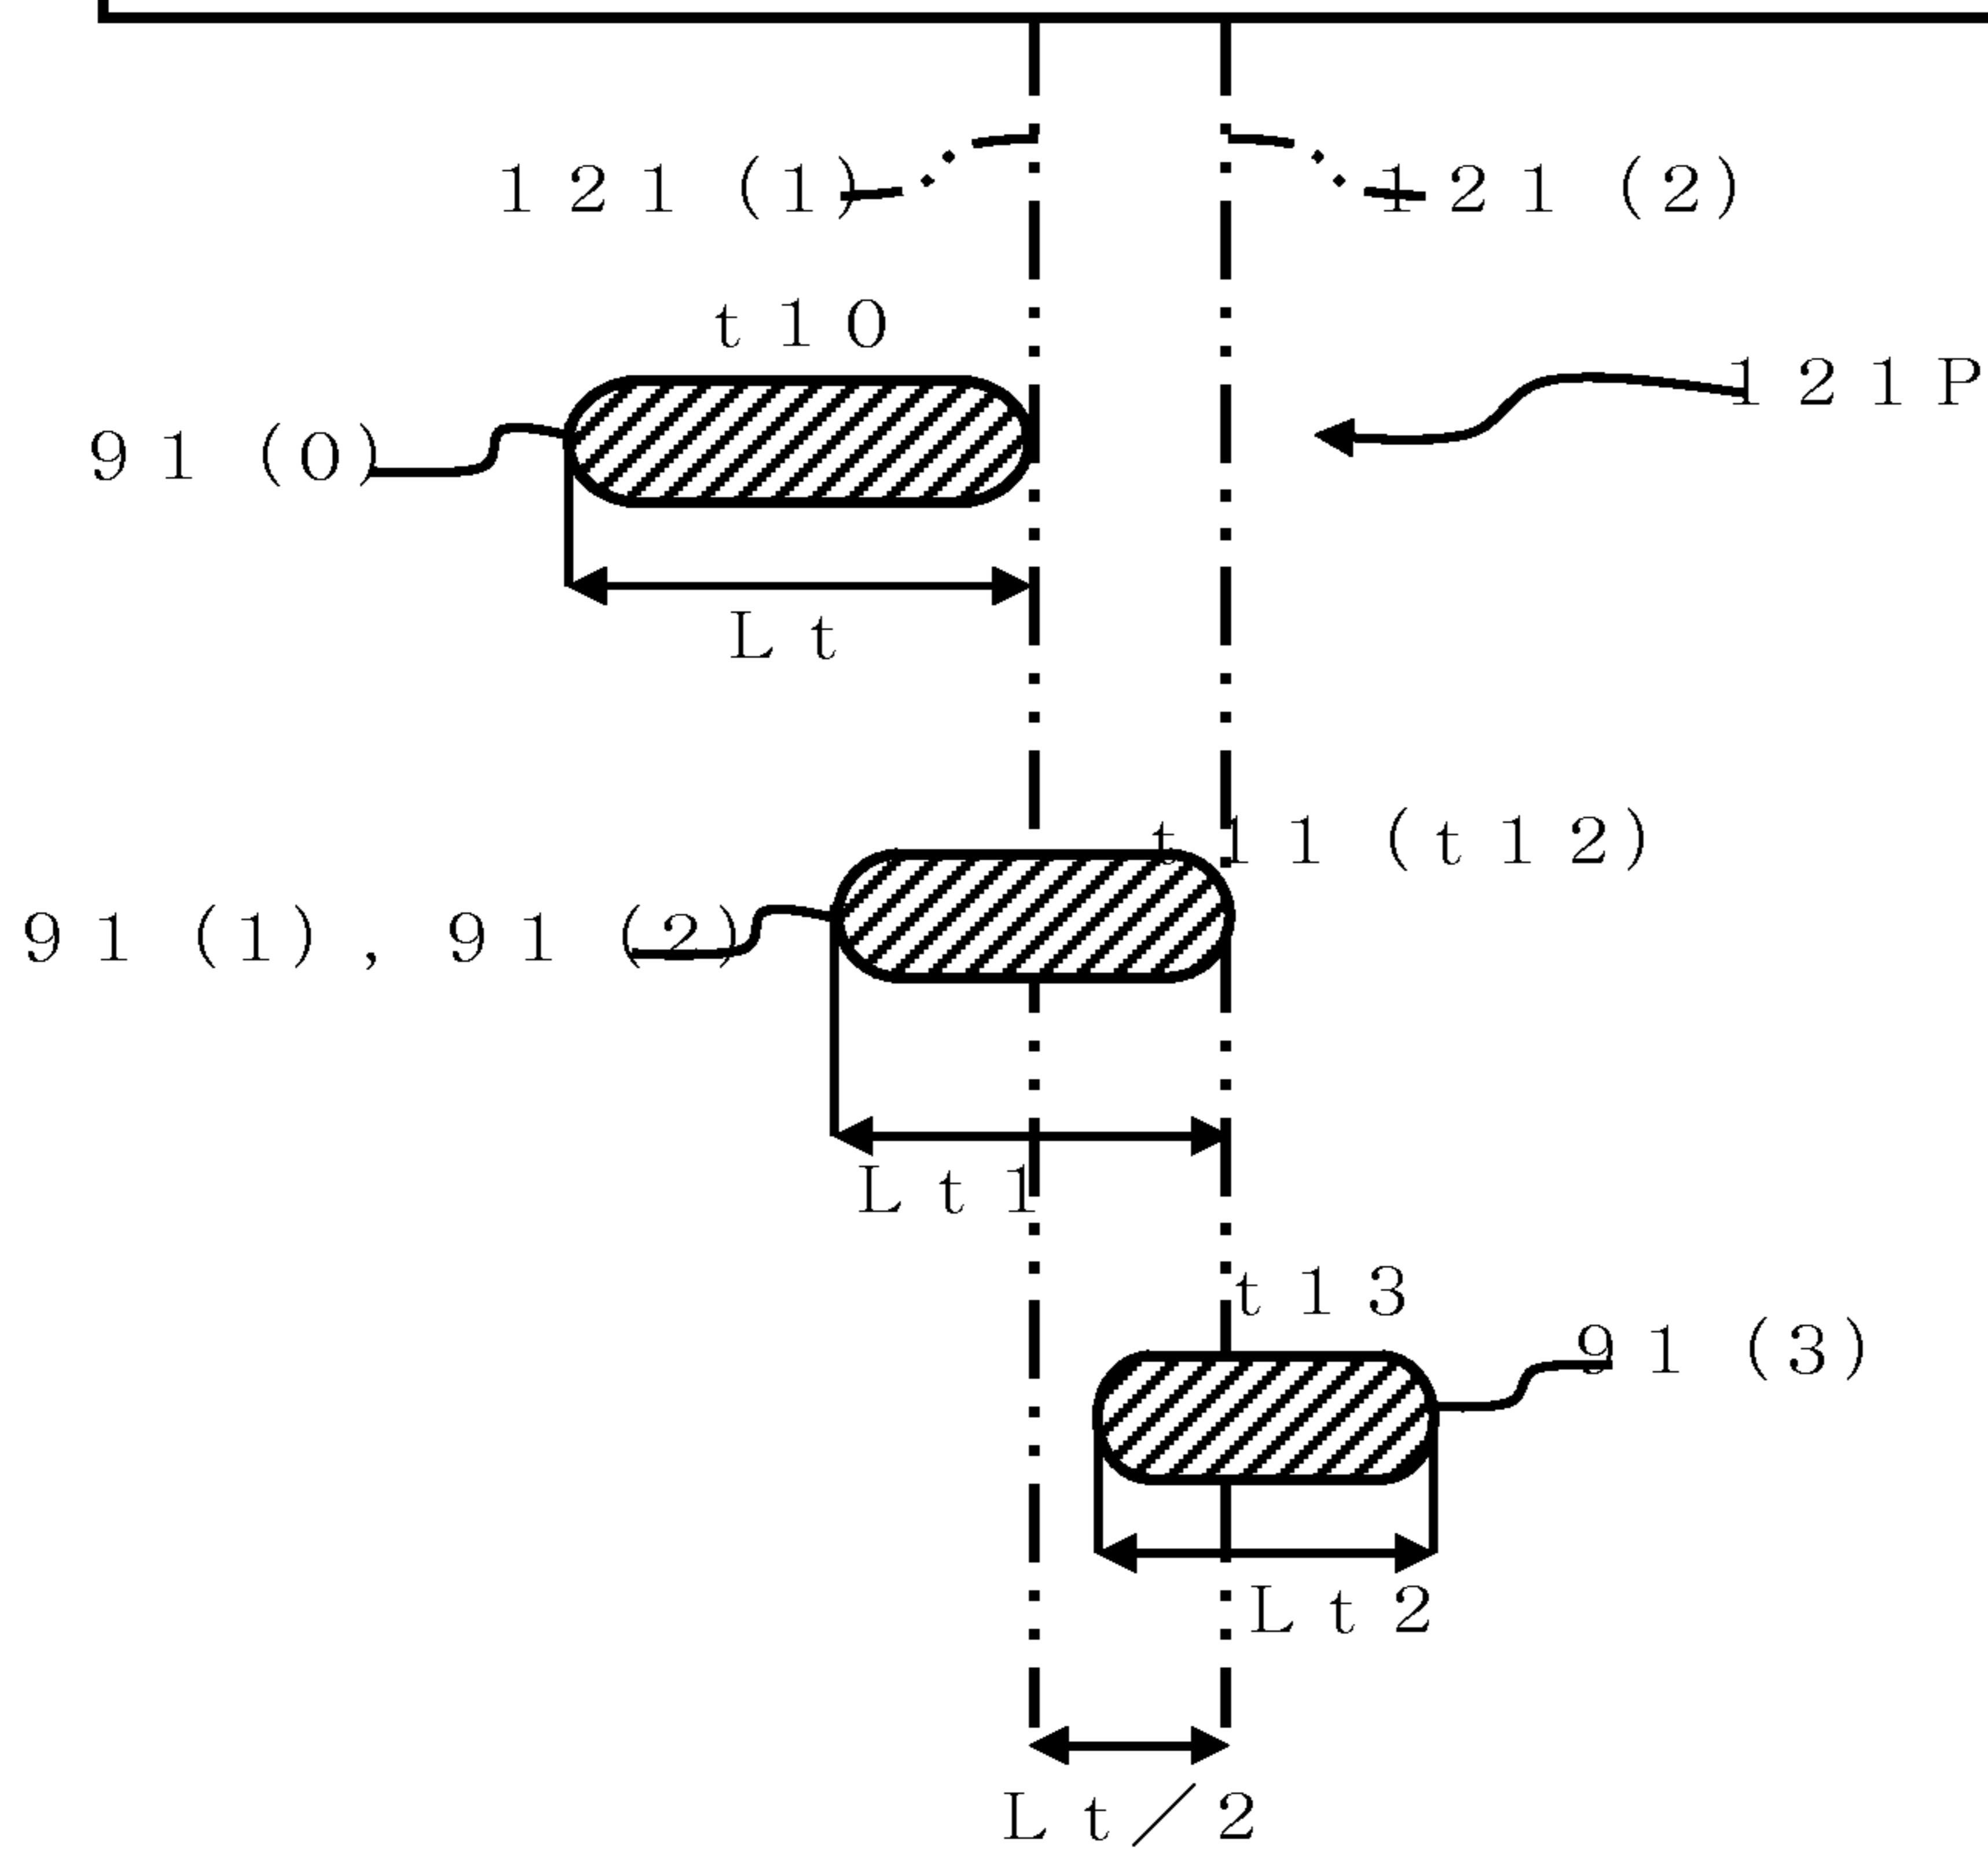 121(1) 121(2)
t10
121P
91(0)
Lt
t11(t12)
91(1), 91(2)
Lt1
t13
91(3)
Lt2
Lt/2